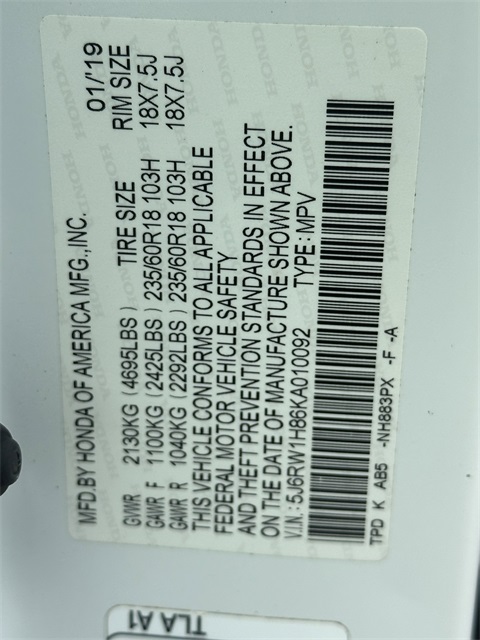 MFD.BY HONDA OF AMERICA MFG.,INC. 01/'19
TIRE SIZE RIM SIZE
GVWR 2130KG (4695LBS)
GAWR F 1100KG (2425LBS) 235/60R18 103H 18X7.5J
GAWR R 1040KG (2292LBS) 235/60R18 103H 18X7.5J
THIS VEHICLE CONFORMS TO ALL APPLICABLE
FEDERAL MOTOR VEHICLE SAFETY
AND THEFT PREVENTION STANDARDS IN EFFECT
ON THE DATE OF MANUFACTURE SHOWN ABOVE.
V.I.N.: 5J6RW1H86KA010092 TYPE: MPV
TPD K AB5 -NH883PX -F -A
TLA A1